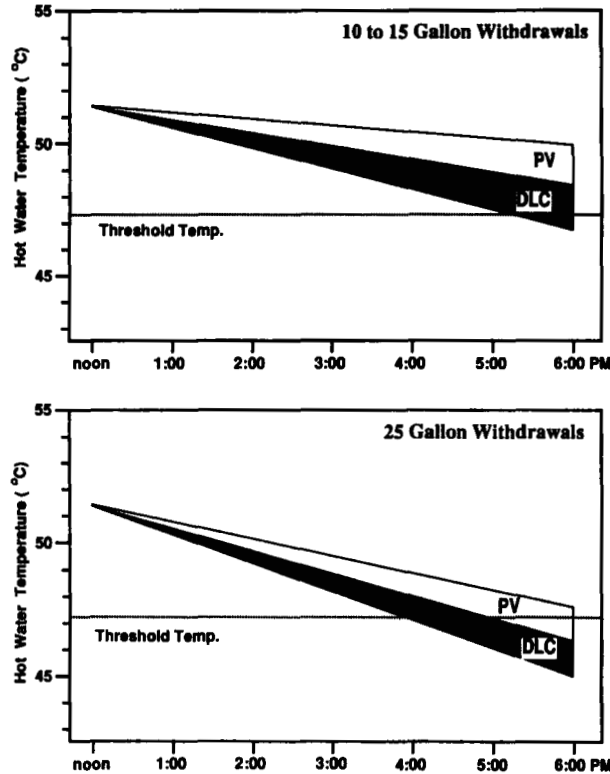 10 to 15 Gallon Withdrawals
Hot Water Temperature ( °C)
55
50
45
PV
DLC
Threshold Temp.
noon 1:00 2:00 3:00 4:00 5:00 6:00 PM
25 Gallon Withdrawals
Hot Water Temperature ( °C)
55
50
45
PV
DLC
Threshold Temp.
noon 1:00 2:00 3:00 4:00 5:00 6:00 PM